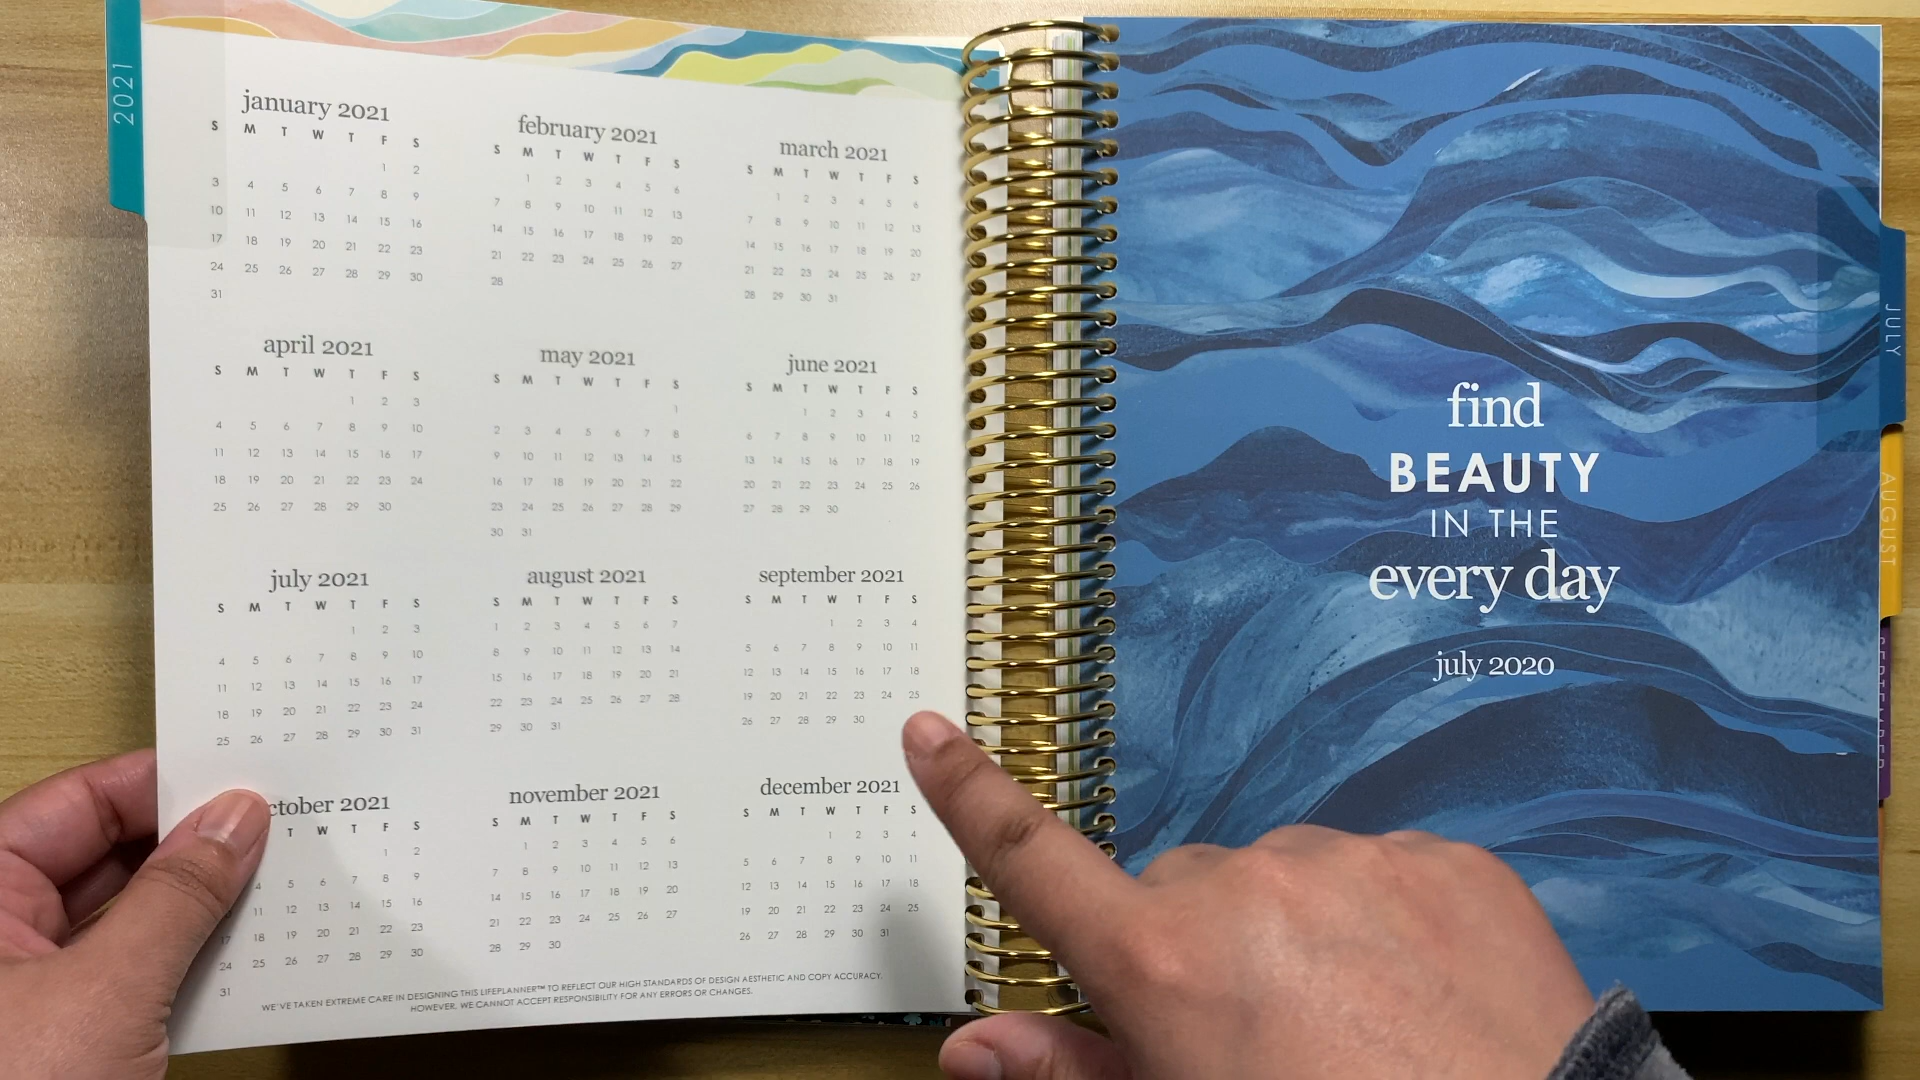 2021
january 2021
S M T W T F S
1 2
3 4 5 6 7 8 9
10 11 12 13 14 15 16
17 18 19 20 21 22 23
24 25 26 27 28 29 30
31
february 2021
S M T W T F S
1 2 3 4 5 6
7 8 9 10 11 12 13
14 15 16 17 18 19 20
21 22 23 24 25 26 27
28
march 2021
S M T W T F S
1 2 3 4 5 6
7 8 9 10 11 12 13
14 15 16 17 18 19 20
21 22 23 24 25 26 27
28 29 30 31
april 2021
S M T W T F S
1 2 3
4 5 6 7 8 9 10
11 12 13 14 15 16 17
18 19 20 21 22 23 24
25 26 27 28 29 30
may 2021
S M T W T F S
1
2 3 4 5 6 7 8
9 10 11 12 13 14 15
16 17 18 19 20 21 22
23 24 25 26 27 28 29
30 31
june 2021
S M T W T F S
1 2 3 4 5
6 7 8 9 10 11 12
13 14 15 16 17 18 19
20 21 22 23 24 25 26
27 28 29 30
july 2021
S M T W T F S
1 2 3
4 5 6 7 8 9 10
11 12 13 14 15 16 17
18 19 20 21 22 23 24
25 26 27 28 29 30 31
august 2021
S M T W T F S
1 2 3 4 5 6 7
8 9 10 11 12 13 14
15 16 17 18 19 20 21
22 23 24 25 26 27 28
29 30 31
september 2021
S M T W T F S
1 2 3 4
5 6 7 8 9 10 11
12 13 14 15 16 17 18
19 20 21 22 23 24 25
26 27 28 29 30
ctober 2021
T W T F S
1 2
4 5 6 7 8 9
11 12 13 14 15 16
17 18 19 20 21 22 23
24 25 26 27 28 29 30
31
november 2021
S M T W T F S
1 2 3 4 5 6
7 8 9 10 11 12 13
14 15 16 17 18 19 20
21 22 23 24 25 26 27
28 29 30
december 2021
S M T W T F S
1 2 3 4
5 6 7 8 9 10 11
12 13 14 15 16 17 18
19 20 21 22 23 24 25
26 27 28 29 30 31
WE'VE TAKEN EXTREME CARE IN DESIGNING THIS LIFEPLANNER™ TO REFLECT OUR HIGH STANDARDS OF DESIGN AESTHETIC AND COPY ACCURACY.
HOWEVER, WE CANNOT ACCEPT RESPONSIBILITY FOR ANY ERRORS OR CHANGES.
find
BEAUTY
IN THE
every day
july 2020
JULY
AUGUST
SEPTEMBER